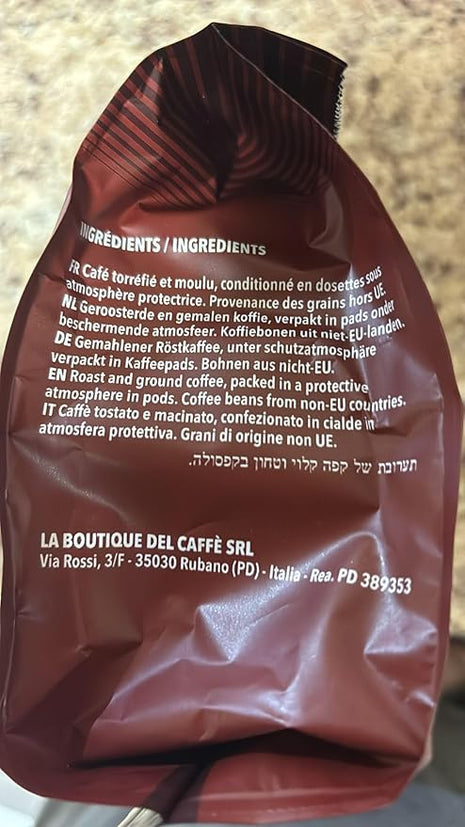 INGRÉDIENTS / INGREDIENTS
FR Café torréfié et moulu, conditionné en dosettes sous
atmosphère protectrice. Provenance des grains hors UE.
NL Geroosterde en gemalen koffie, verpakt in pads onder
beschermende atmosfeer. Koffiebonen uit niet-EU-landen.
DE Gemahlener Röstkaffee, unter schutzatmosphäre
verpackt in Kaffeepads. Bohnen aus nicht-EU.
EN Roast and ground coffee, packed in a protective
atmosphere in pods. Coffee beans from non-EU countries.
IT Caffè tostato e macinato, confezionato in cialde in
atmosfera protettiva. Grani di origine non UE.
תערובת של קפה קלוי וטחון בקפסולה.
LA BOUTIQUE DEL CAFFÈ SRL
Via Rossi, 3/F - 35030 Rubano (PD) - Italia - Rea. PD 389353